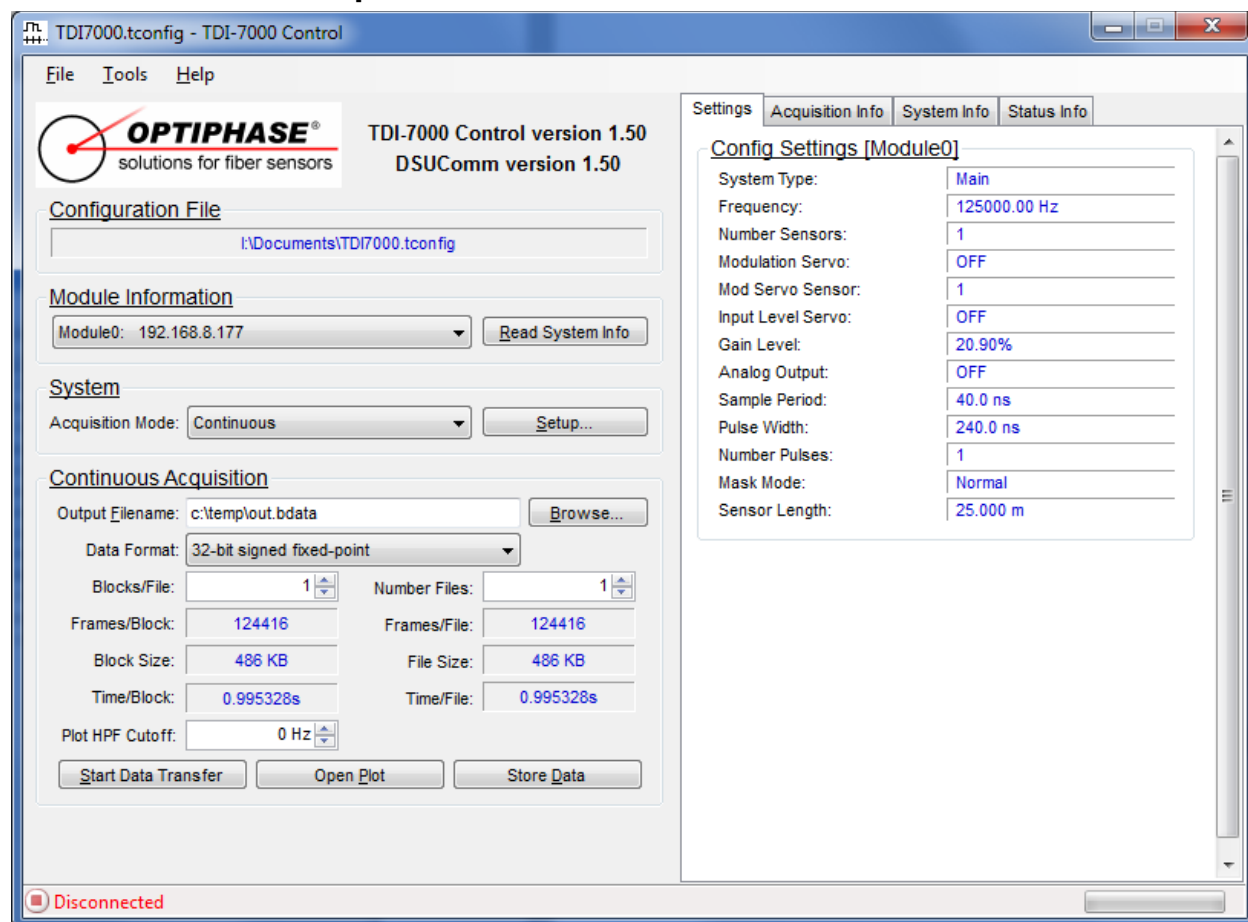 TDI7000.tconfig - TDI-7000 Control
File Tools Help
OPTIPHASE®
solutions for fiber sensors
TDI-7000 Control version 1.50
DSUComm version 1.50
Configuration File
I:\Documents\TDI7000.tconfig
Module Information
Module0: 192.168.8.177
Read System Info
System
Acquisition Mode: Continuous
Setup...
Continuous Acquisition
Output Filename: c:\temp\out.bdata
Browse...
Data Format: 32-bit signed fixed-point
Blocks/File: 1 Number Files: 1
Frames/Block: 124416 Frames/File: 124416
Block Size: 486 KB File Size: 486 KB
Time/Block: 0.995328s Time/File: 0.995328s
Plot HPF Cutoff: 0 Hz
Start Data Transfer Open Plot Store Data
Settings Acquisition Info System Info Status Info
Config Settings [Module0]
System Type: Main
Frequency: 125000.00 Hz
Number Sensors: 1
Modulation Servo: OFF
Mod Servo Sensor: 1
Input Level Servo: OFF
Gain Level: 20.90%
Analog Output: OFF
Sample Period: 40.0 ns
Pulse Width: 240.0 ns
Number Pulses: 1
Mask Mode: Normal
Sensor Length: 25.000 m
Disconnected